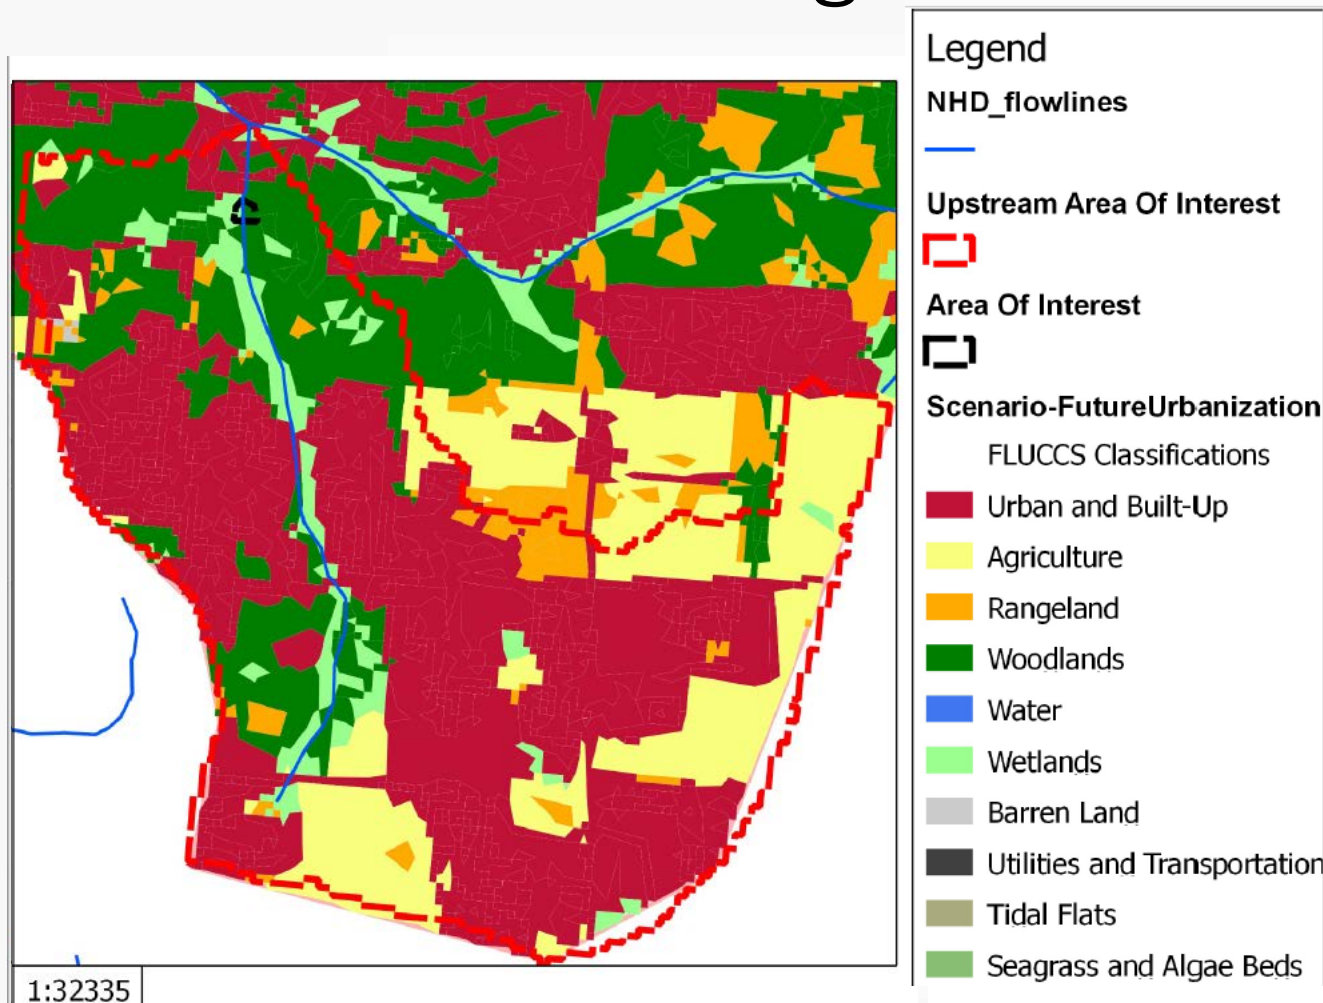 Legend
NHD_flowlines
Upstream Area Of Interest
Area Of Interest
Scenario-FutureUrbanization
FLUCCS Classifications
Urban and Built-Up
Agriculture
Rangeland
Woodlands
Water
Wetlands
Barren Land
Utilities and Transportation
Tidal Flats
Seagrass and Algae Beds
1:32335